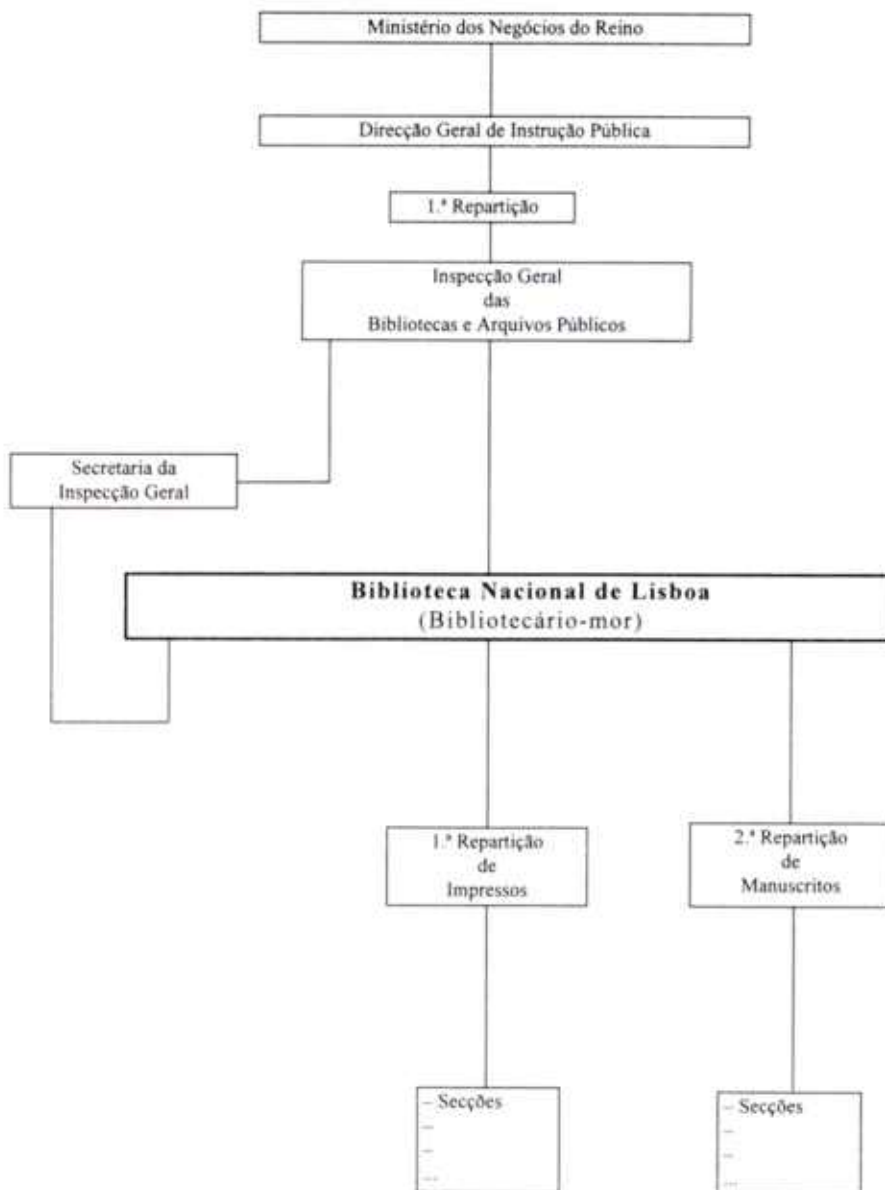 Ministério dos Negócios do Reino
Direcção Geral de Instrução Pública
1.ª Repartição
Inspecção Geral
das
Bibliotecas e Arquivos Públicos
Secretaria da
Inspecção Geral
Biblioteca Nacional de Lisboa
(Bibliotecário-mor)
1.ª Repartição
de
Impressos
2.ª Repartição
de
Manuscritos
– Secções
–
–
...
– Secções
–
–
...